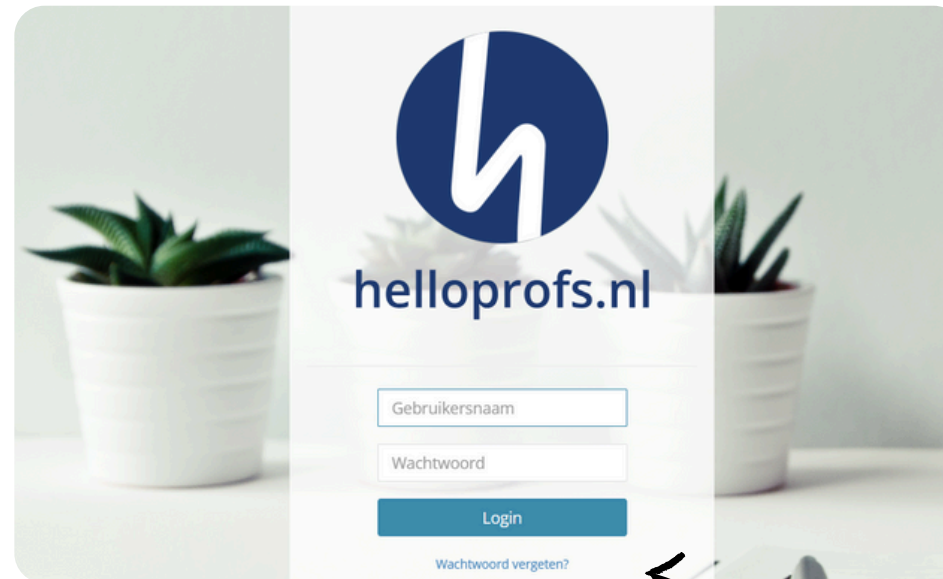 helloprofs.nl
Gebruikersnaam
Wachtwoord
Login
Wachtwoord vergeten?